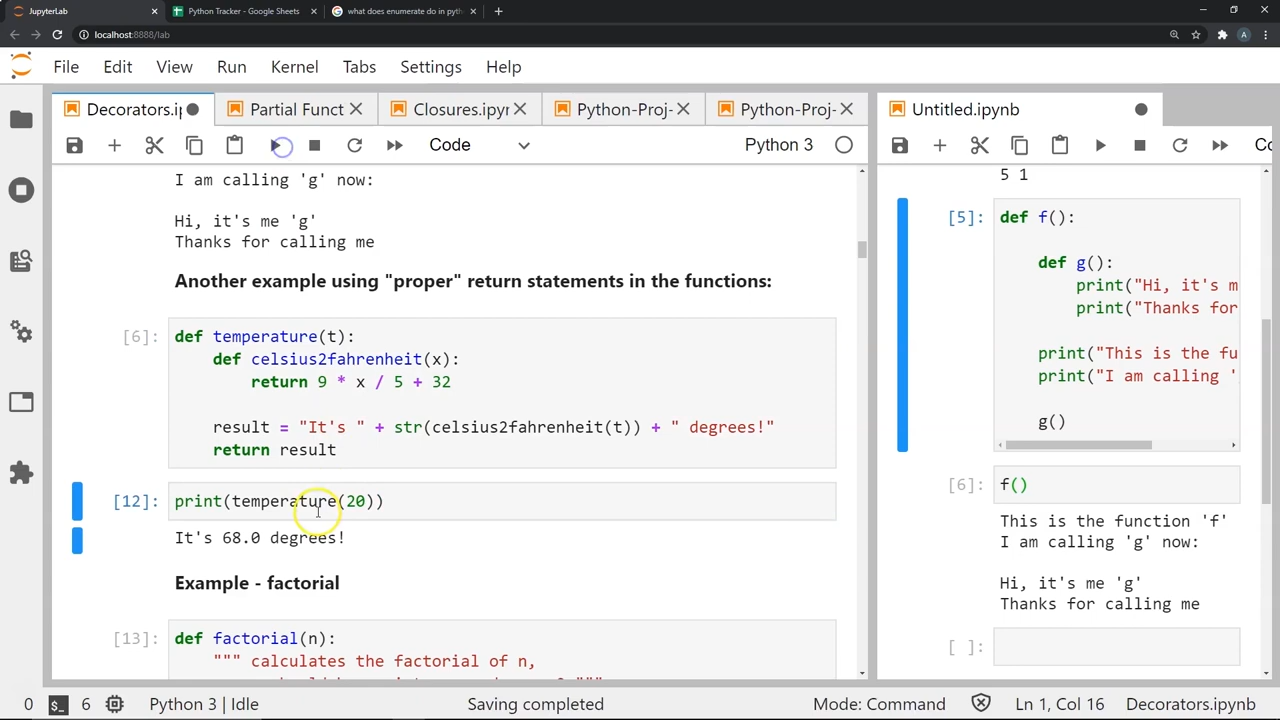 JupyterLab
Python Tracker - Google Sheets
what does enumerate do in pyth
localhost:8888/lab
A
File Edit View Run Kernel Tabs Settings Help
Decorators.ip
Partial Funct
Closures.ipyr
Python-Proj-
Python-Proj-
Untitled.ipynb
Code
Python 3
Co
I am calling 'g' now:
Hi, it's me 'g'
Thanks for calling me
Another example using "proper" return statements in the functions:
[6]:
def temperature(t):
def celsius2fahrenheit(x):
return 9 * x / 5 + 32
result = "It's " + str(celsius2fahrenheit(t)) + " degrees!"
return result
[12]:
print(temperature(20))
It's 68.0 degrees!
Example - factorial
[13]:
def factorial(n):
""" calculates the factorial of n,
5 1
[5]:
def f():
def g():
print("Hi, it's m
print("Thanks for
print("This is the fu
print("I am calling '
g()
[6]:
f()
This is the function 'f'
I am calling 'g' now:
Hi, it's me 'g'
Thanks for calling me
[ ]:
0 6 Python 3 | Idle Saving completed Mode: Command Ln 1, Col 16 Decorators.ipynb